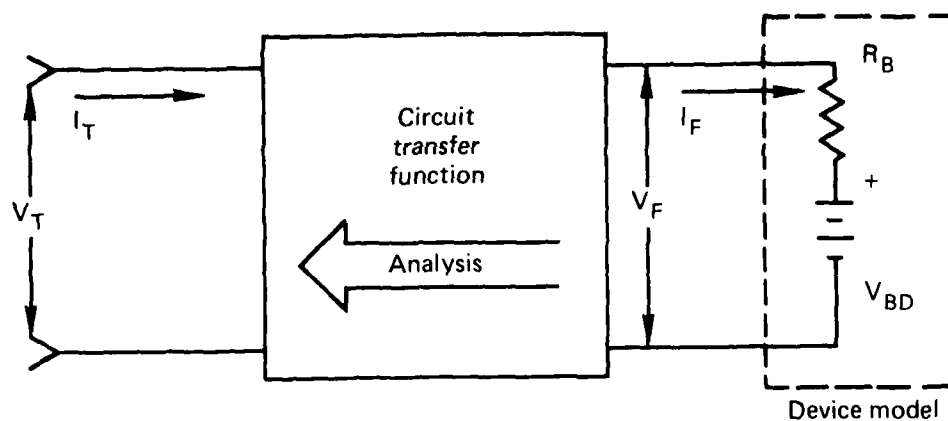 V_T
I_T
Circuit
transfer
function
Analysis
V_F
I_F
R_B
+
V_BD
Device model